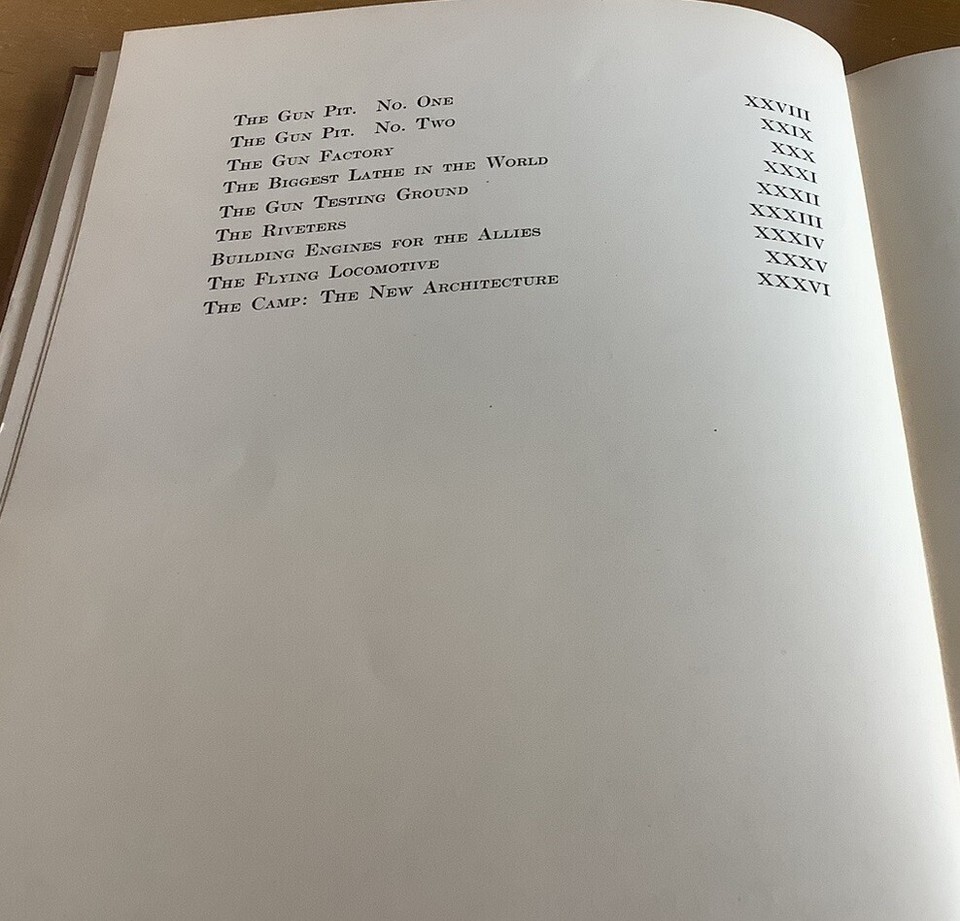 The Gun Pit. No. One XXVIII
The Gun Pit. No. Two XXIX
The Gun Factory XXX
The Biggest Lathe in the World XXXI
The Gun Testing Ground XXXII
The Riveters XXXIII
Building Engines for the Allies XXXIV
The Flying Locomotive XXXV
The Camp: The New Architecture XXXVI